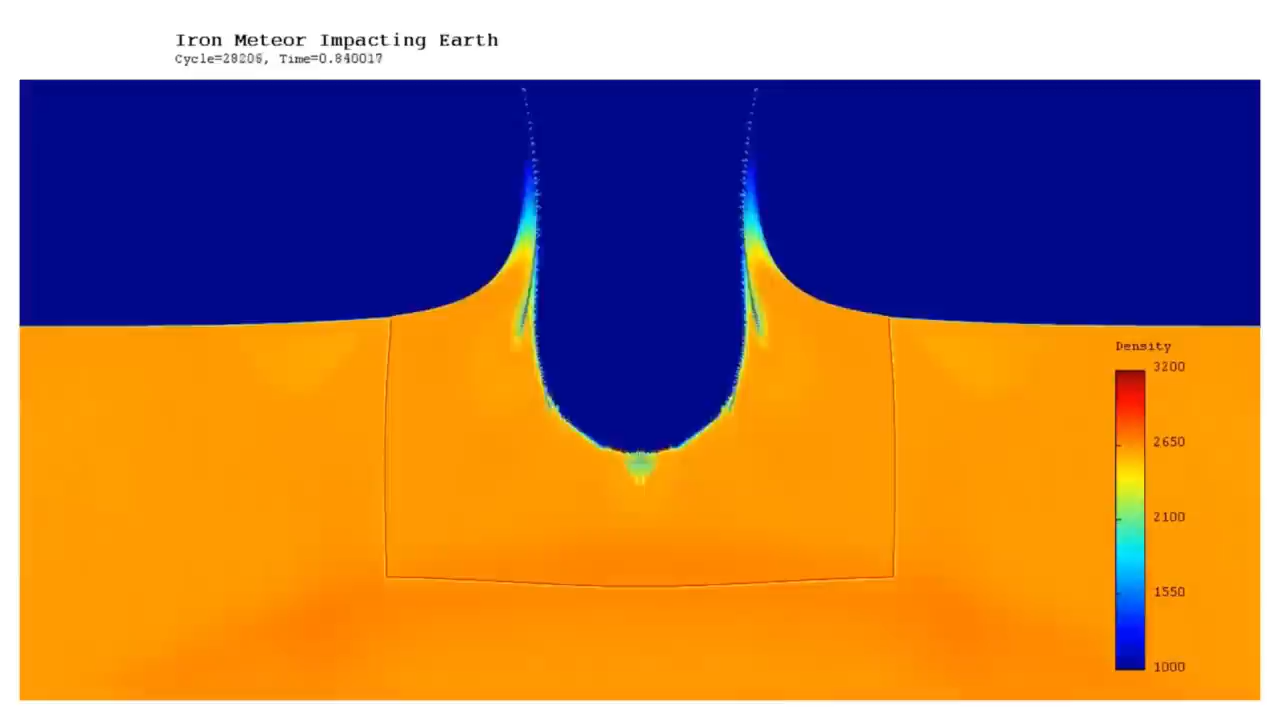 Iron Meteor Impacting Earth
Cycle=28206, Time=0.840017
Density
3200
2650
2100
1550
1000